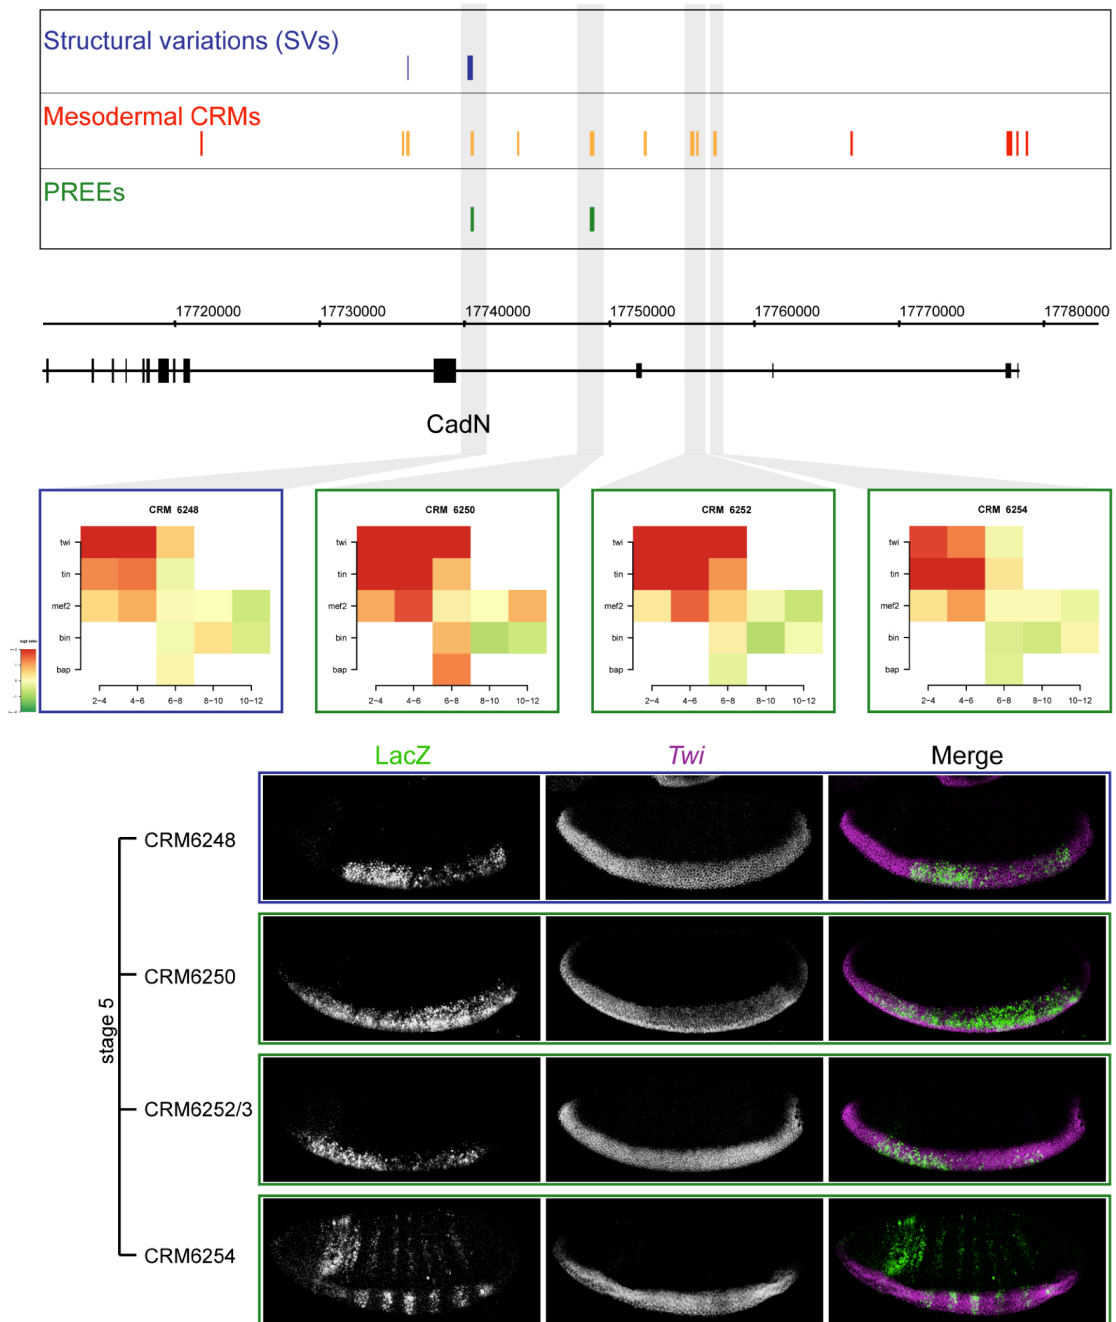 Structural variations (SVs)
Mesodermal CRMs
PREEs
17720000 17730000 17740000 17750000 17760000 17770000 17780000
CadN
CRM 6248 CRM 6250 CRM 6252 CRM 6254
twi twi twi twi
tin tin tin tin
mef2 mef2 mef2 mef2
bin bin bin bin
bap bap bap bap
2-4 4-6 6-8 8-10 10-12 2-4 4-6 6-8 8-10 10-12 2-4 4-6 6-8 8-10 10-12 2-4 4-6 6-8 8-10 10-12
LacZ Twi Merge
stage 5
CRM6248
CRM6250
CRM6252/3
CRM6254